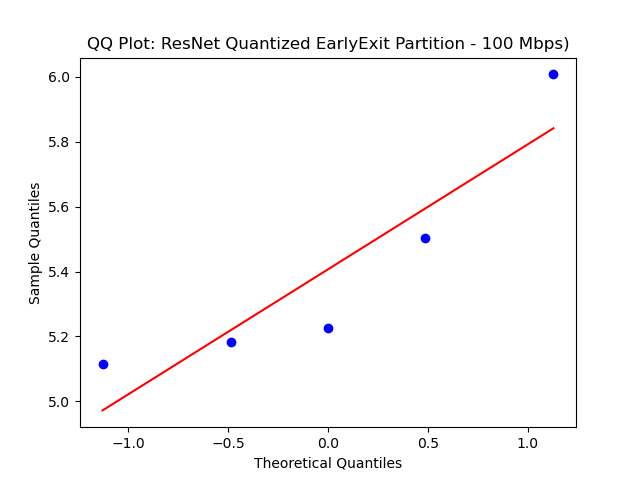 QQ Plot: ResNet Quantized EarlyExit Partition - 100 Mbps)
6.0
5.8
5.6
5.4
5.2
5.0
Sample Quantiles
−1.0 −0.5 0.0 0.5 1.0
Theoretical Quantiles